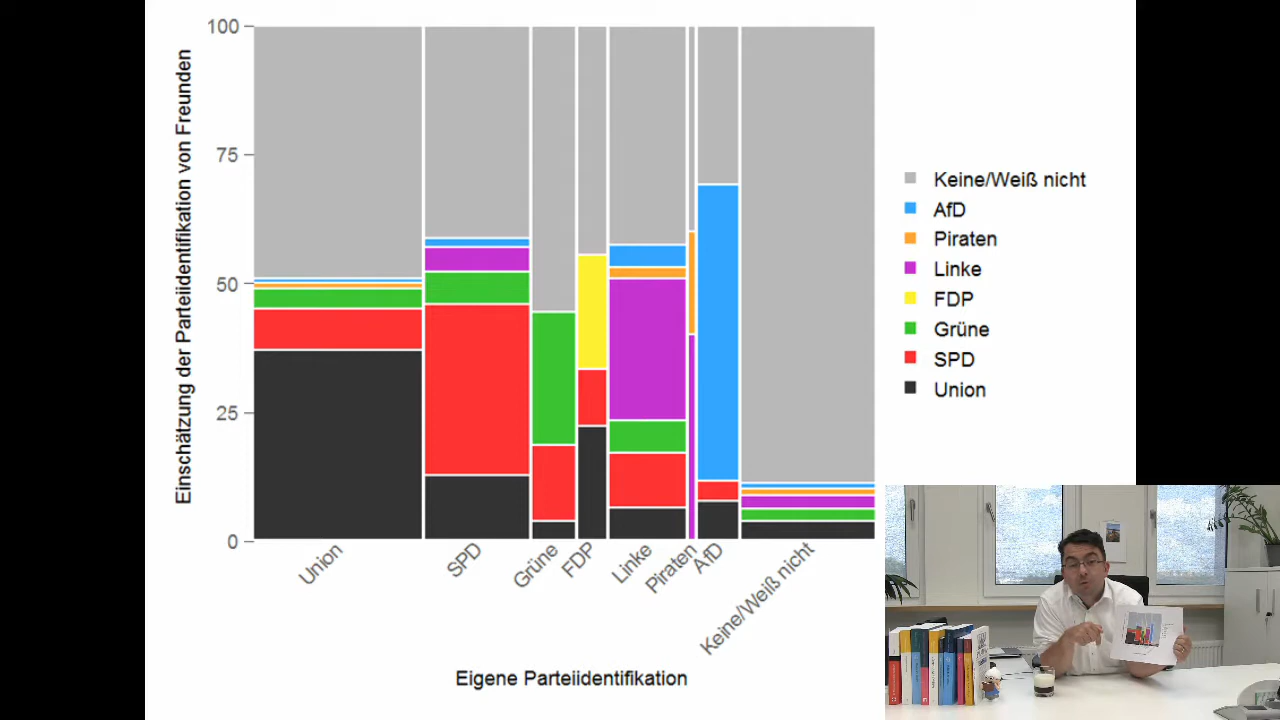 Einschätzung der Parteiidentifikation von Freunden
100
75
50
25
0
Union
SPD
Grüne
FDP
Linke
Piraten
AfD
Keine/Weiß nicht
Eigene Parteiidentifikation
Keine/Weiß nicht
AfD
Piraten
Linke
FDP
Grüne
SPD
Union